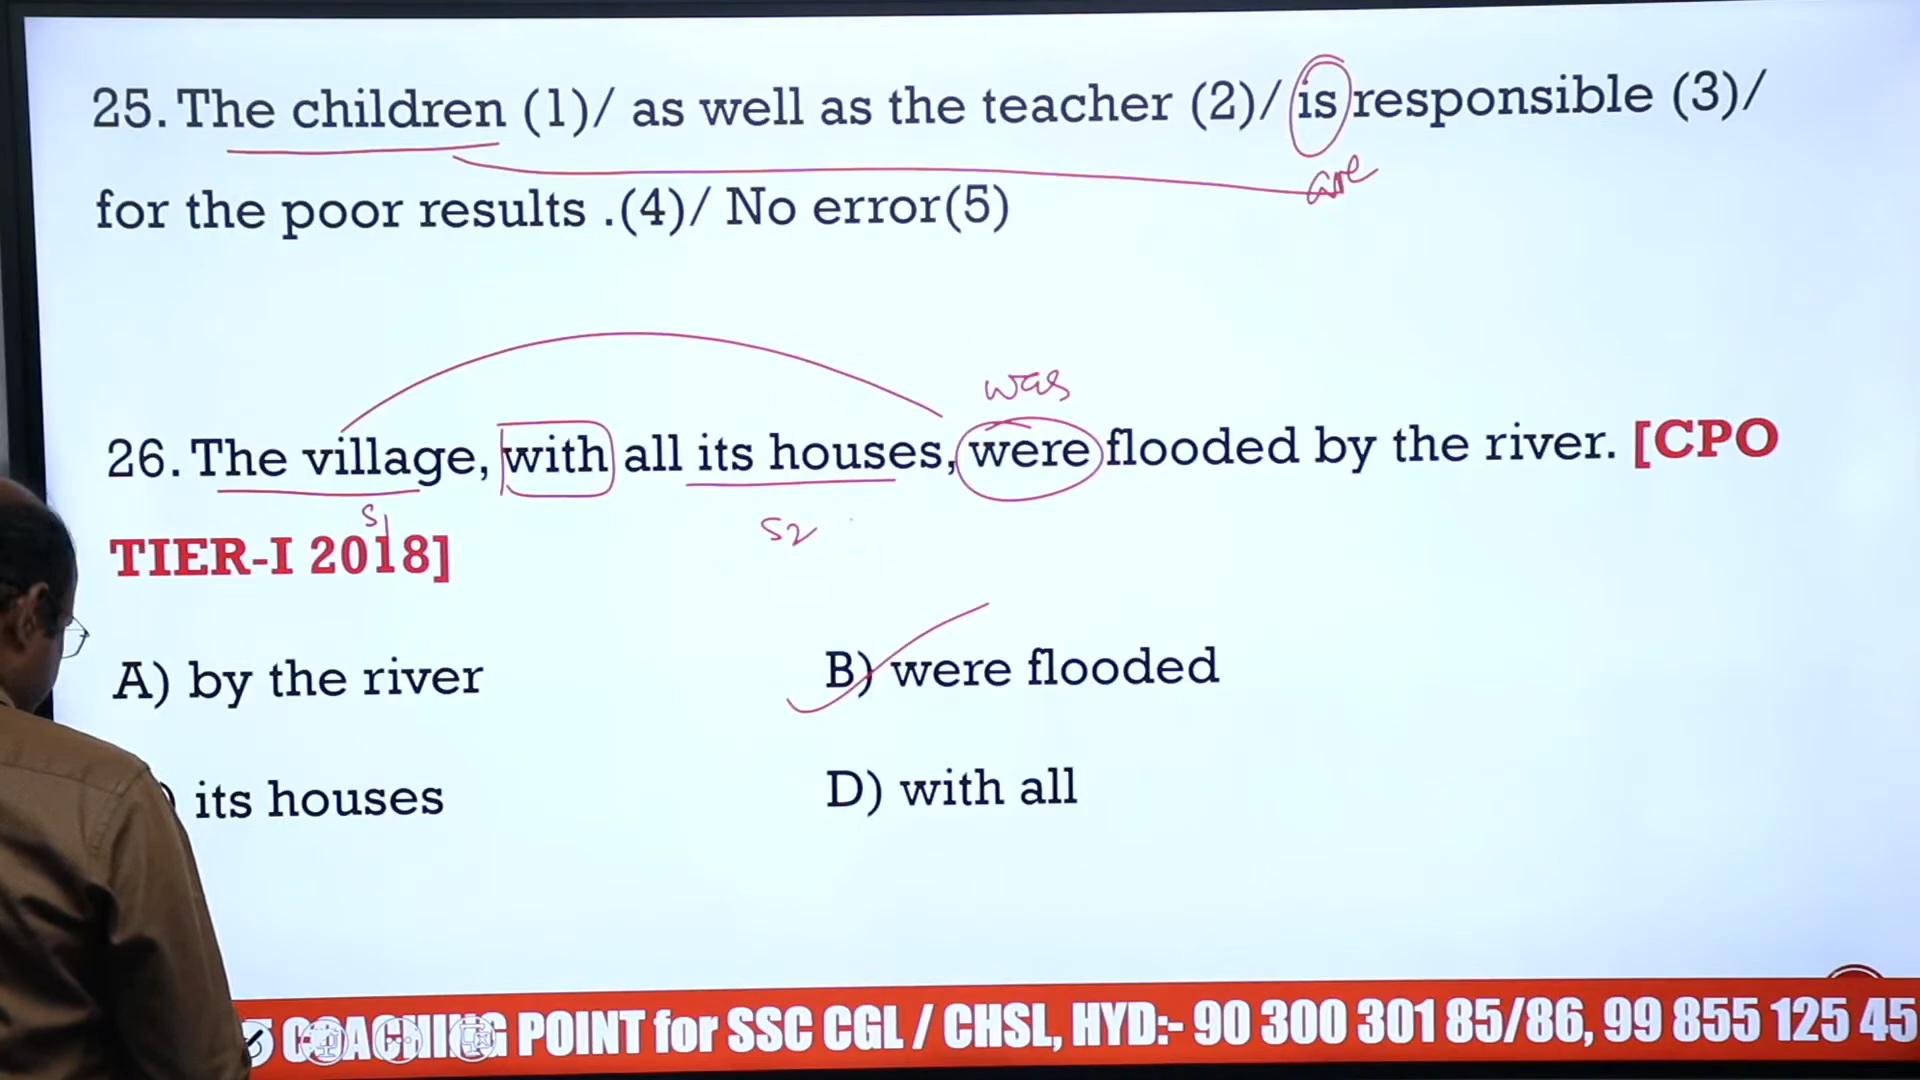 25. The children (1)/ as well as the teacher (2)/ is responsible (3)/
are
for the poor results .(4)/ No error(5)
was
26. The village, with all its houses, were flooded by the river. [CPO
S1
S2
TIER-I 2018]
A) by the river
B) were flooded
its houses
D) with all
COACHING POINT for SSC CGL / CHSL, HYD:- 90 300 301 85/86, 99 855 125 45